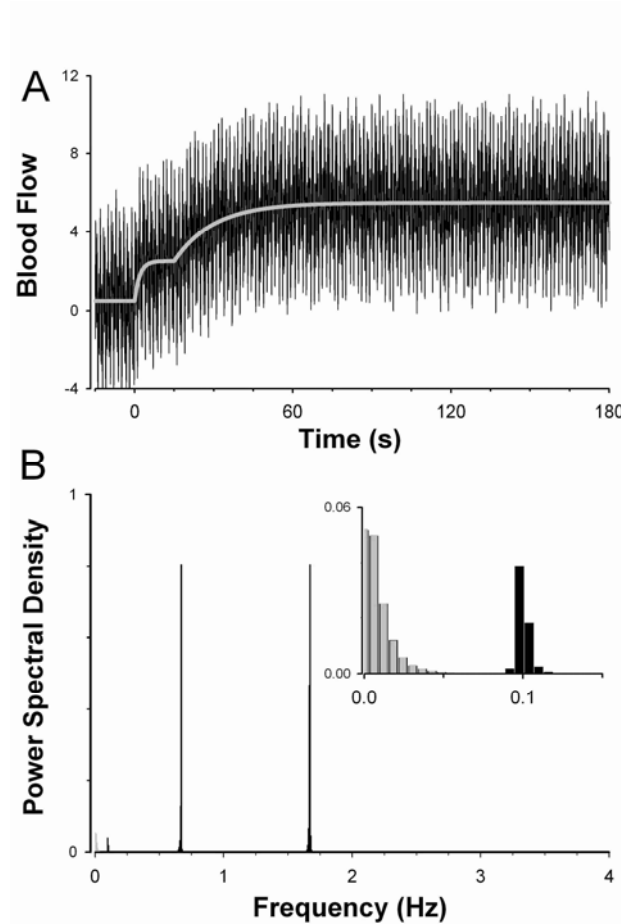 A
12
8
4
0
-4
Blood Flow
0 60 120 180
Time (s)
B
1
0
Power Spectral Density
0.06
0.00
0.0 0.1
0 1 2 3 4
Frequency (Hz)